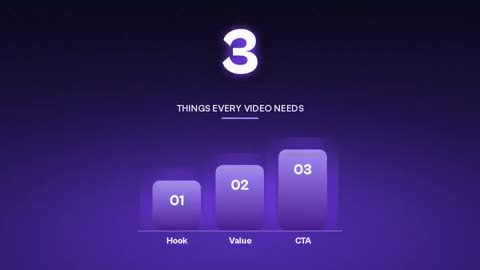 3
THINGS EVERY VIDEO NEEDS
01
02
03
Hook
Value
CTA